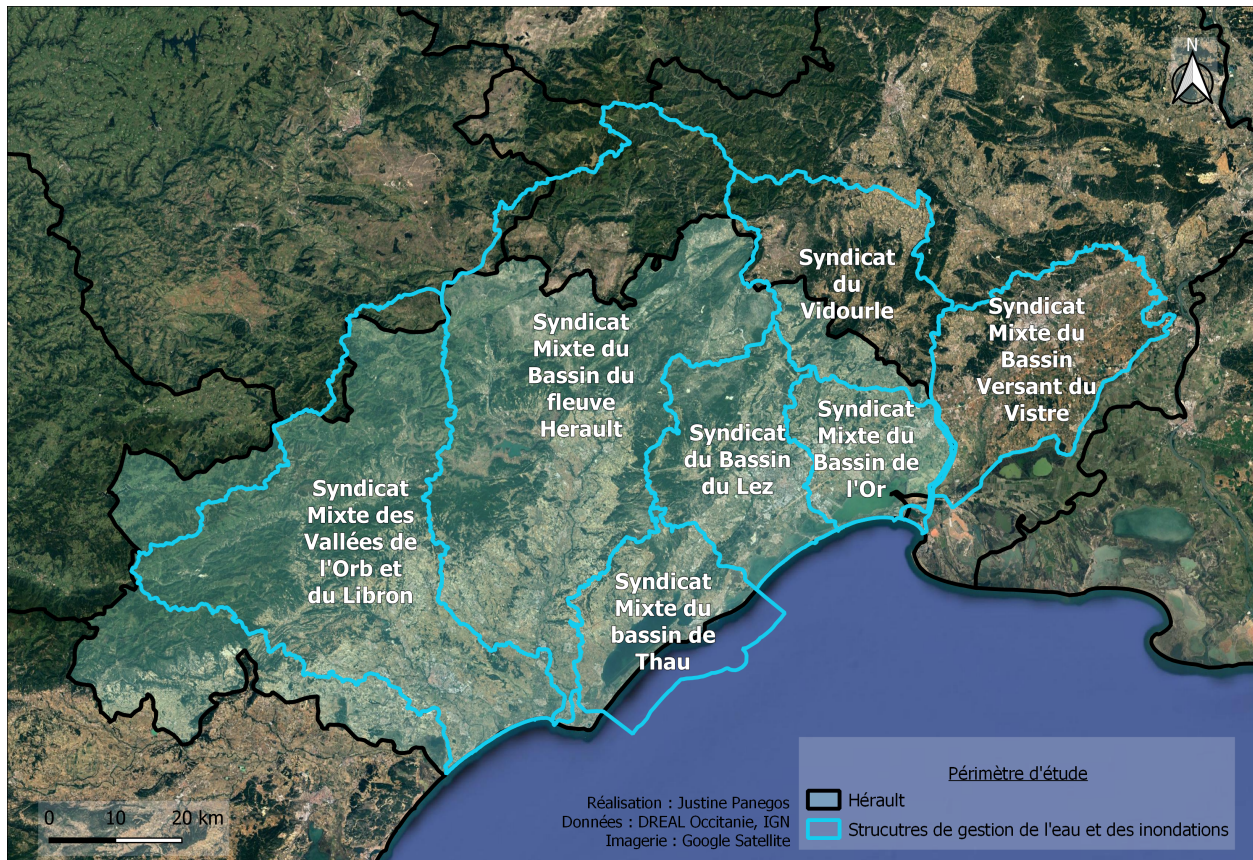 N
Syndicat
du
Vidourle
Syndicat
Mixte du
Bassin
Versant du
Vistre
Syndicat
Mixte du
Bassin du
fleuve
Herault
Syndicat
Mixte du
Bassin de
l'Or
Syndicat
du Bassin
du Lez
Syndicat
Mixte des
Vallées de
l'Orb et
du Libron
Syndicat
Mixte du
bassin de
Thau
Périmètre d'étude
Hérault
Strucutres de gestion de l'eau et des inondations
Réalisation : Justine Panegos
Données : DREAL Occitanie, IGN
Imagerie : Google Satellite
0 10 20 km